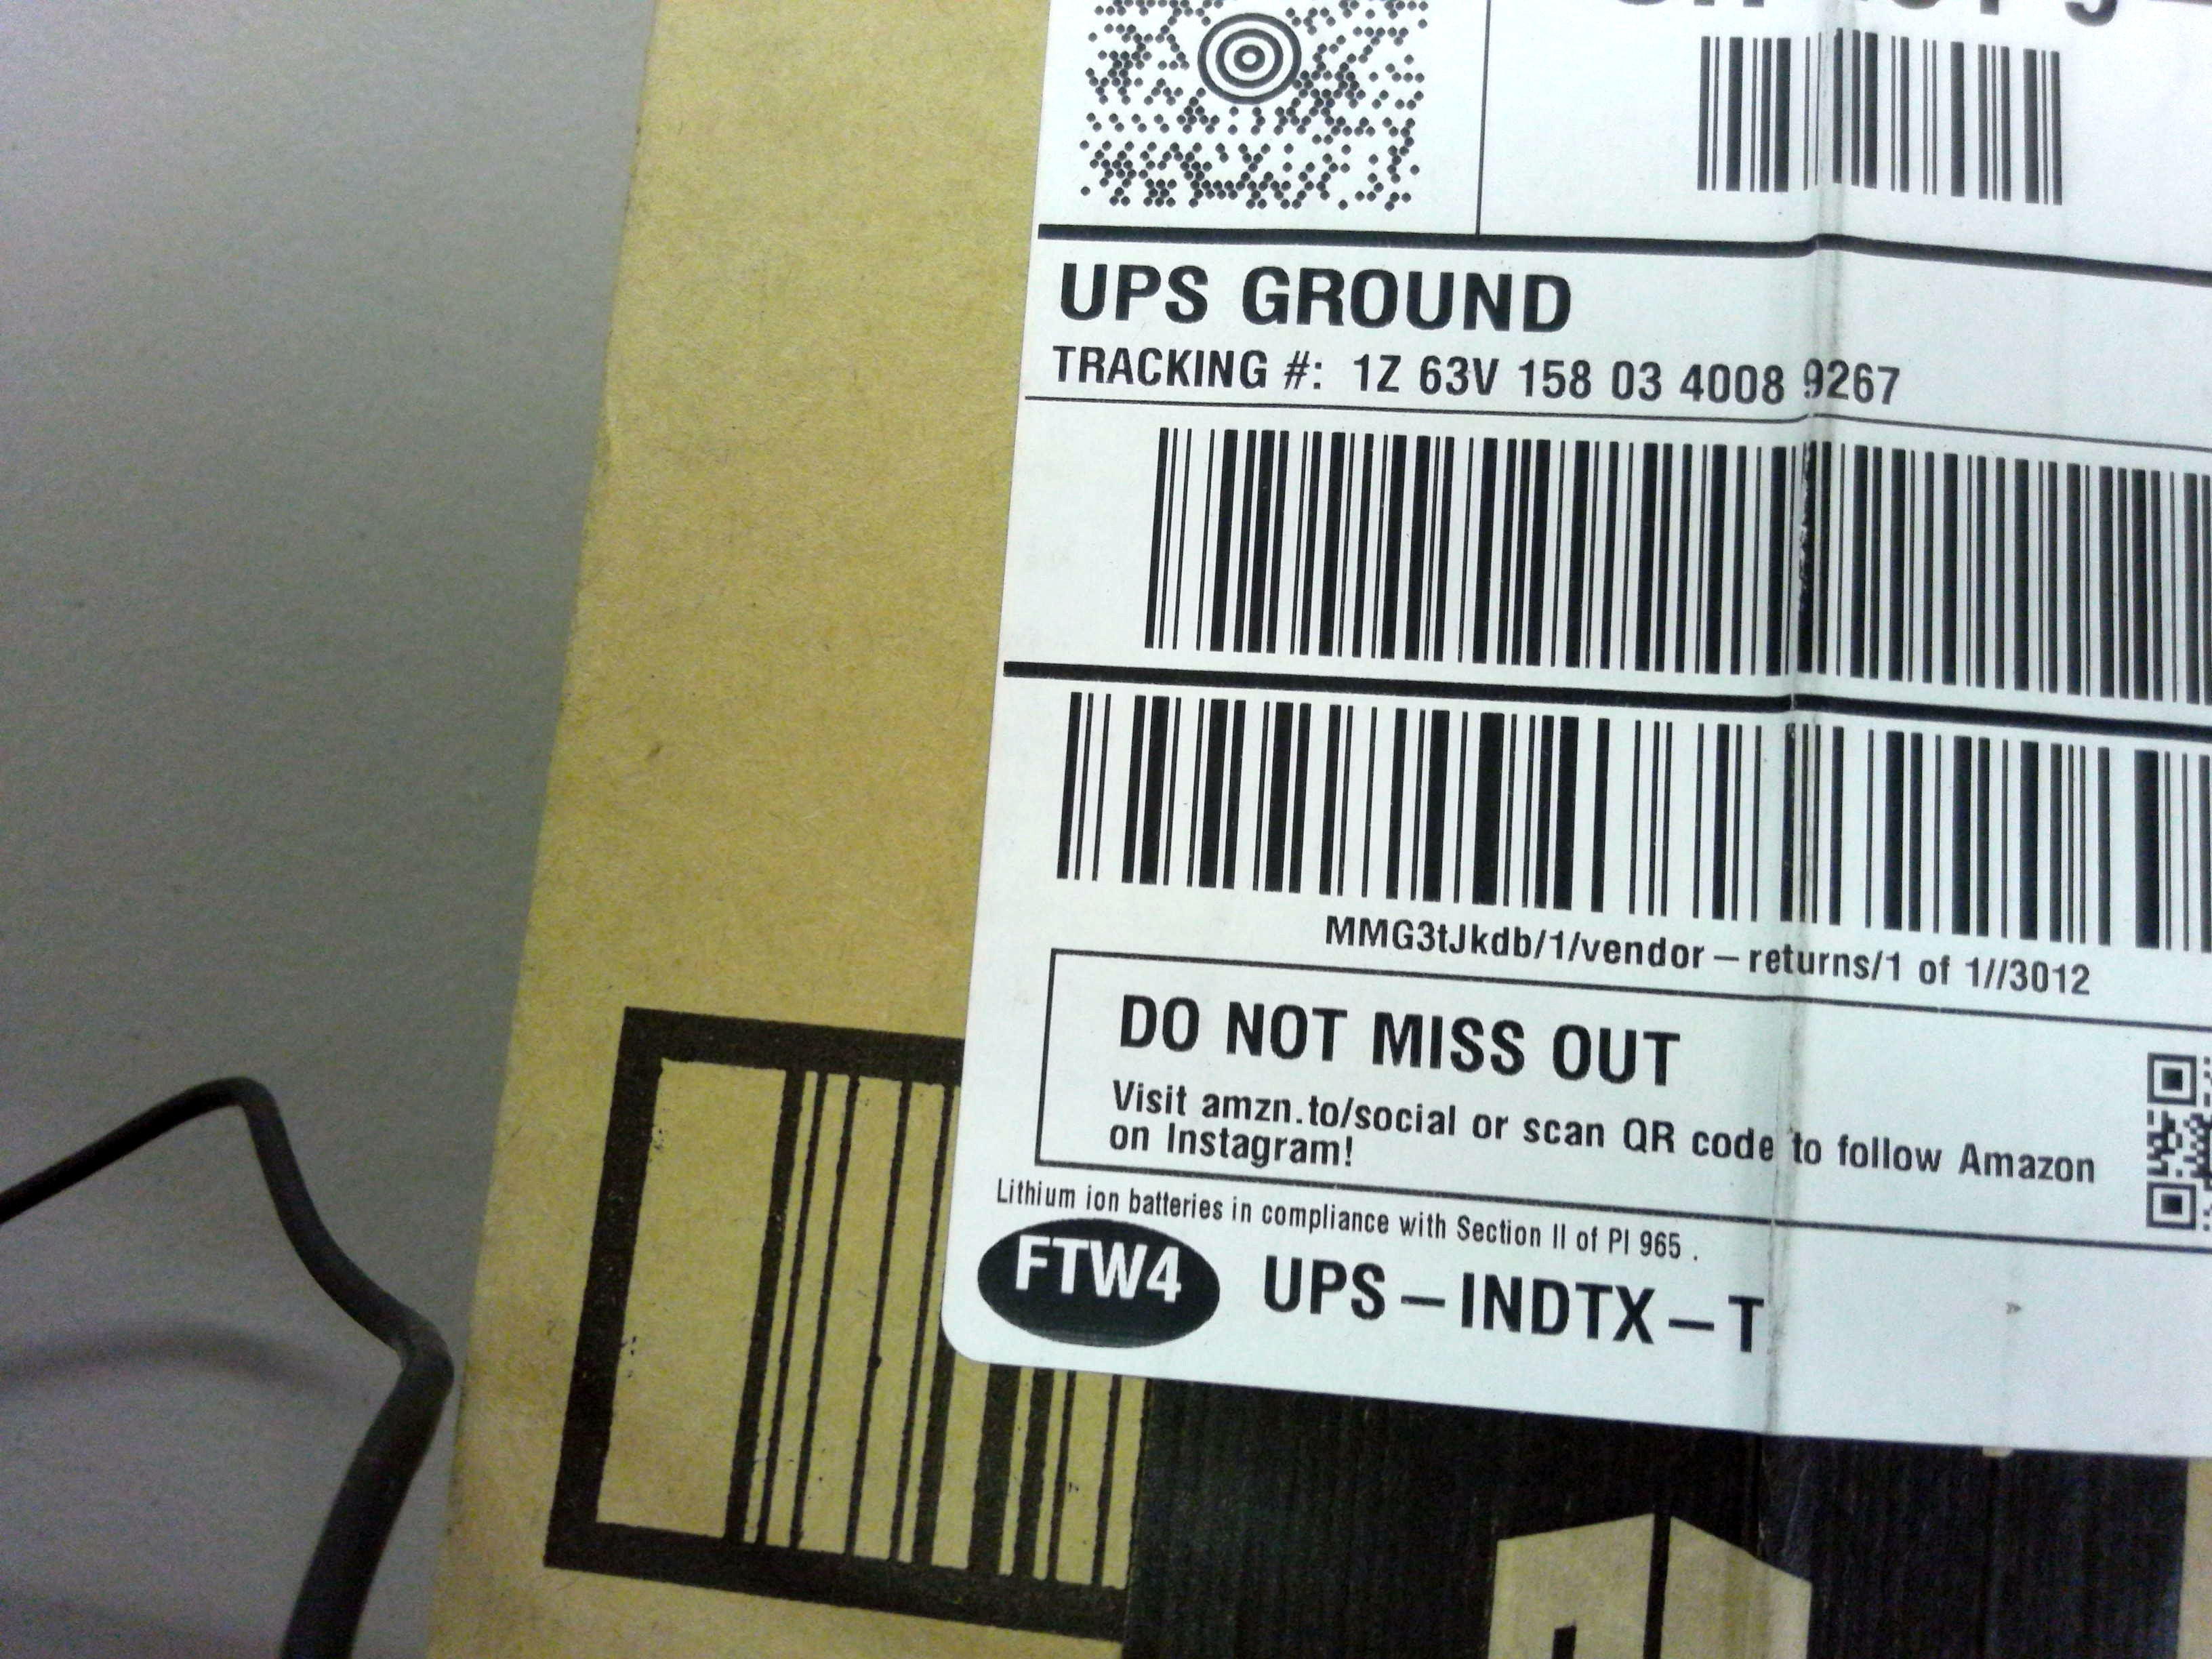 UPS GROUND
TRACKING #: 1Z 63V 158 03 4008 9267
MMG3tJkdb/1/vendor – returns/1 of 1//3012
DO NOT MISS OUT
Visit amzn.to/social or scan QR code to follow Amazon
on Instagram!
Lithium ion batteries in compliance with Section II of PI 965 .
FTW4 UPS – INDTX – T